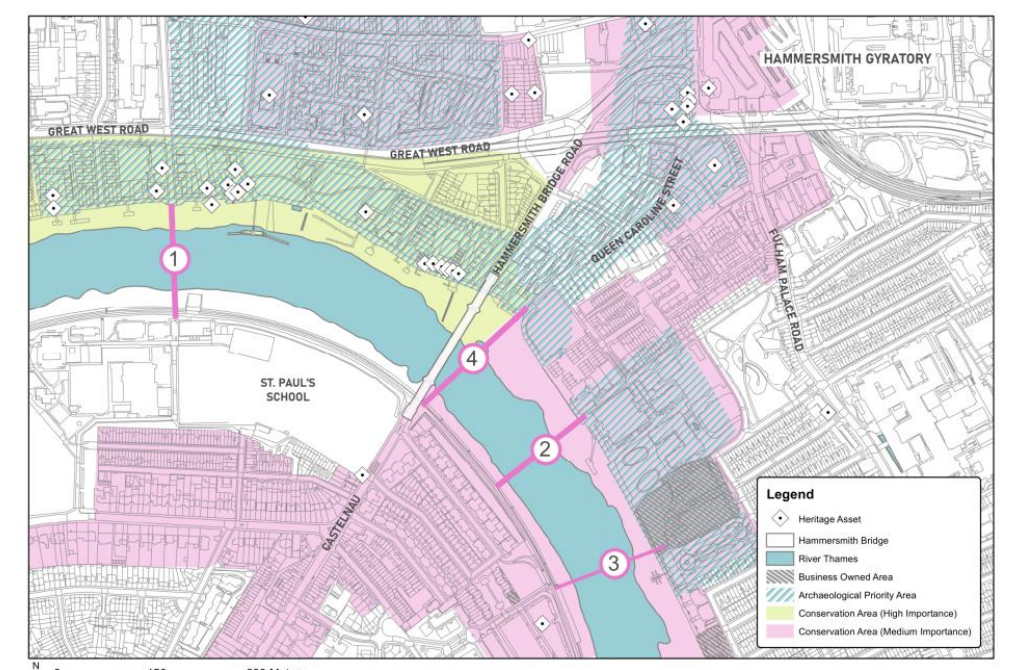 HAMMERSMITH GYRATORY
GREAT WEST ROAD
GREAT WEST ROAD
HAMMERSMITH BRIDGE ROAD
QUEEN CAROLINE STREET
FULHAM PALACE ROAD
1
4
ST. PAUL'S
SCHOOL
2
CASTELNAU
3
Legend
Heritage Asset
Hammersmith Bridge
River Thames
Business Owned Area
Archaeological Priority Area
Conservation Area (High Importance)
Conservation Area (Medium Importance)
N